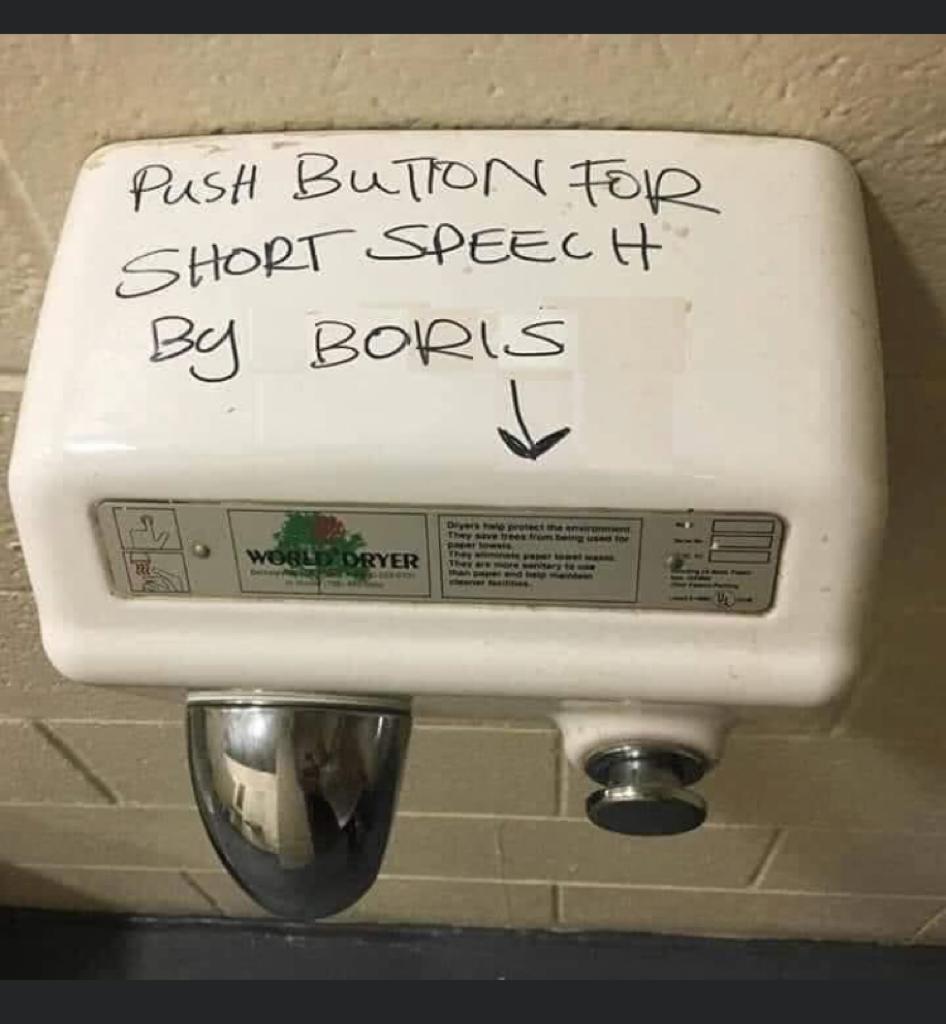 PUSH BUTTON FOR
SHORT SPEECH
By BORIS
WORLD DRYER
Dryers help protect the environment.
They save trees from being used for
paper towels.
They eliminate paper towel waste.
They are more sanitary to use
than paper and help maintain
cleaner facilities.
UL